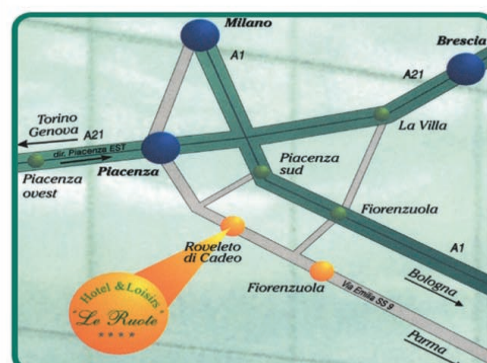 Milano
A1
Brescia
A21
Torino
Genova
A21
La Villa
dir. Piacenza EST
Piacenza
ovest
Piacenza
Piacenza
sud
Fiorenzuola
Roveleto
di Cadeo
A1
Hotel & Loisirs
"Le Ruote"
****
Fiorenzuola
Via Emilia SS 9
Bologna
Parma